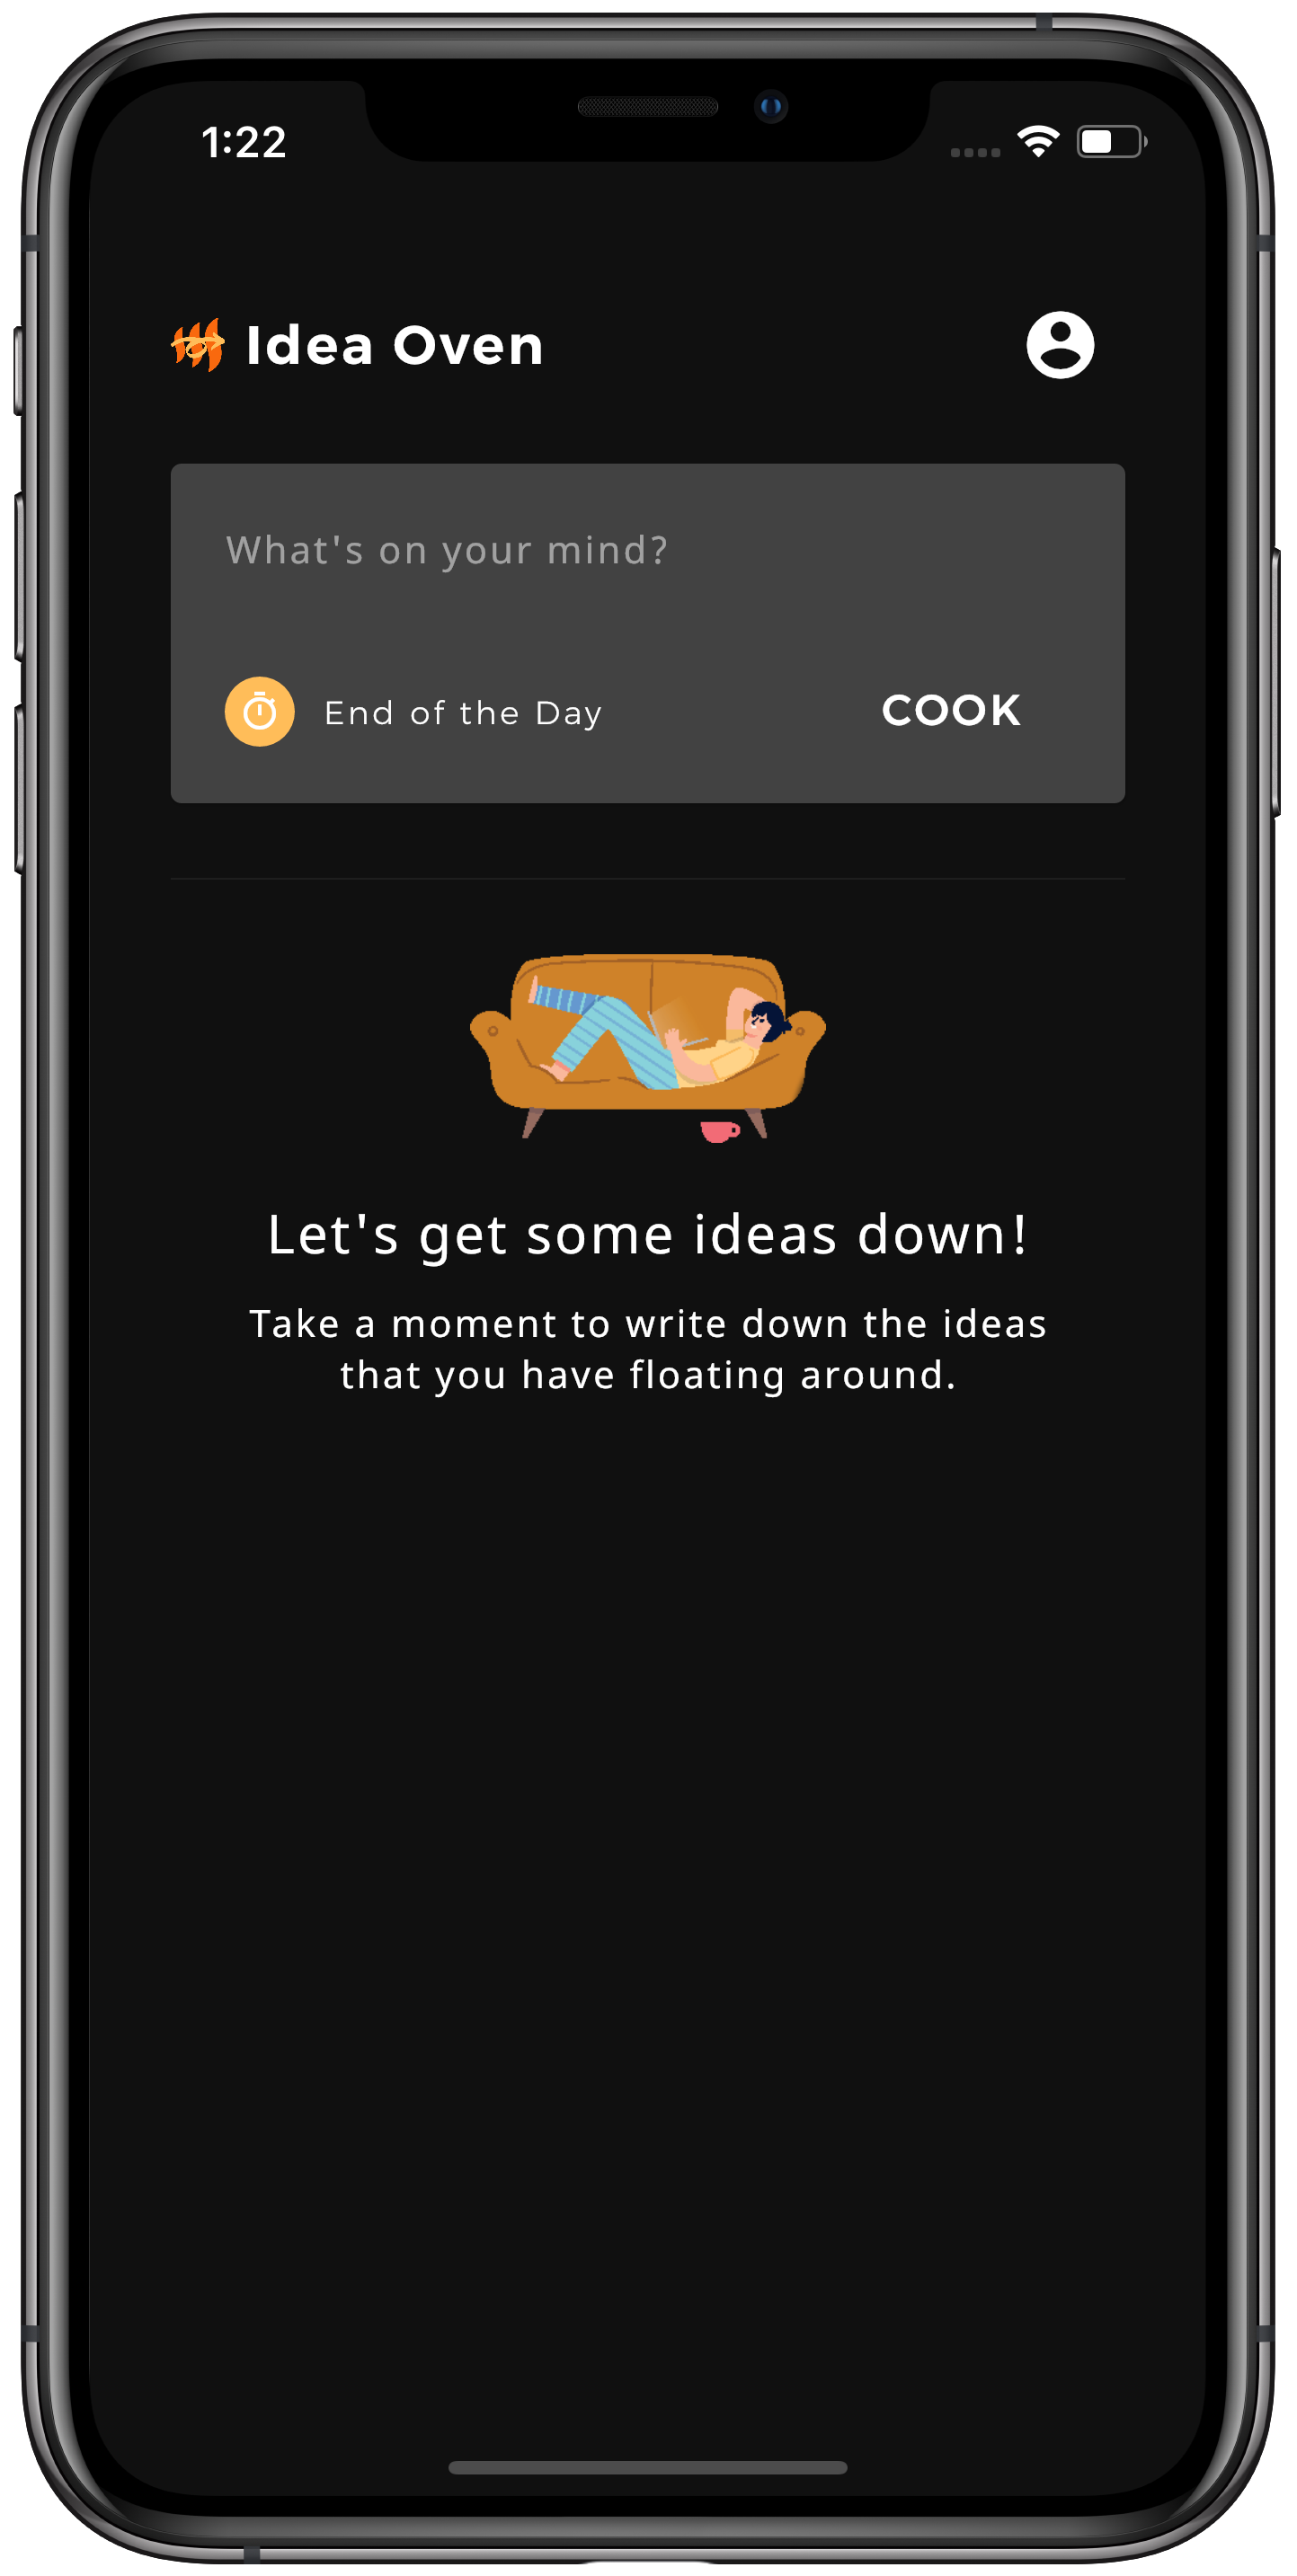 1:22
Idea Oven
What's on your mind?
End of the Day
COOK
Let's get some ideas down!
Take a moment to write down the ideas
that you have floating around.